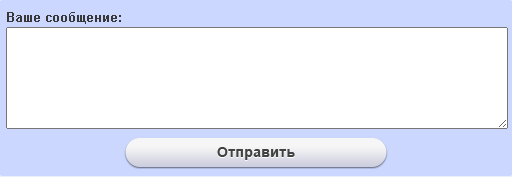 Ваше сообщение:
Отправить